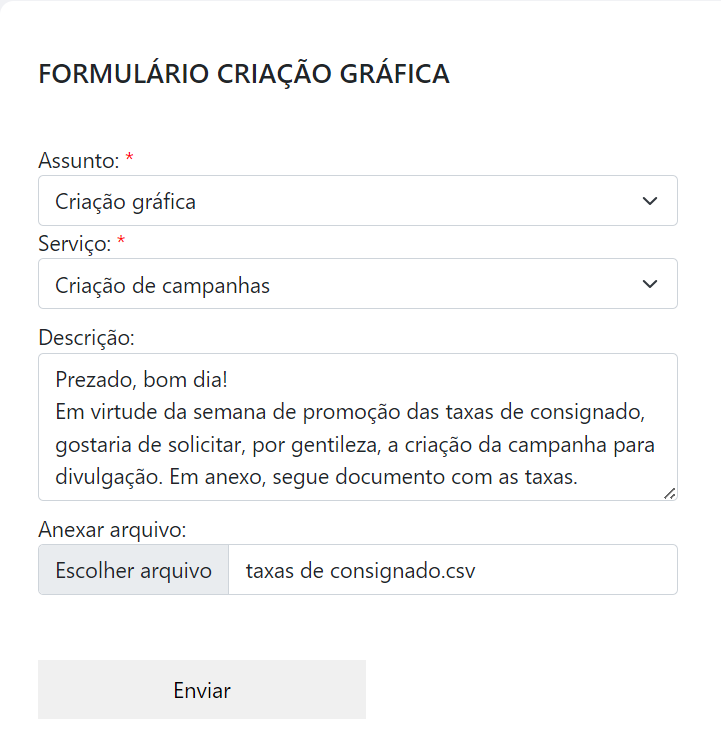 FORMULÁRIO CRIAÇÃO GRÁFICA
Assunto: *
Criação gráfica
Serviço: *
Criação de campanhas
Descrição:
Prezado, bom dia!
Em virtude da semana de promoção das taxas de consignado,
gostaria de solicitar, por gentileza, a criação da campanha para
divulgação. Em anexo, segue documento com as taxas.
Anexar arquivo:
Escolher arquivo taxas de consignado.csv
Enviar